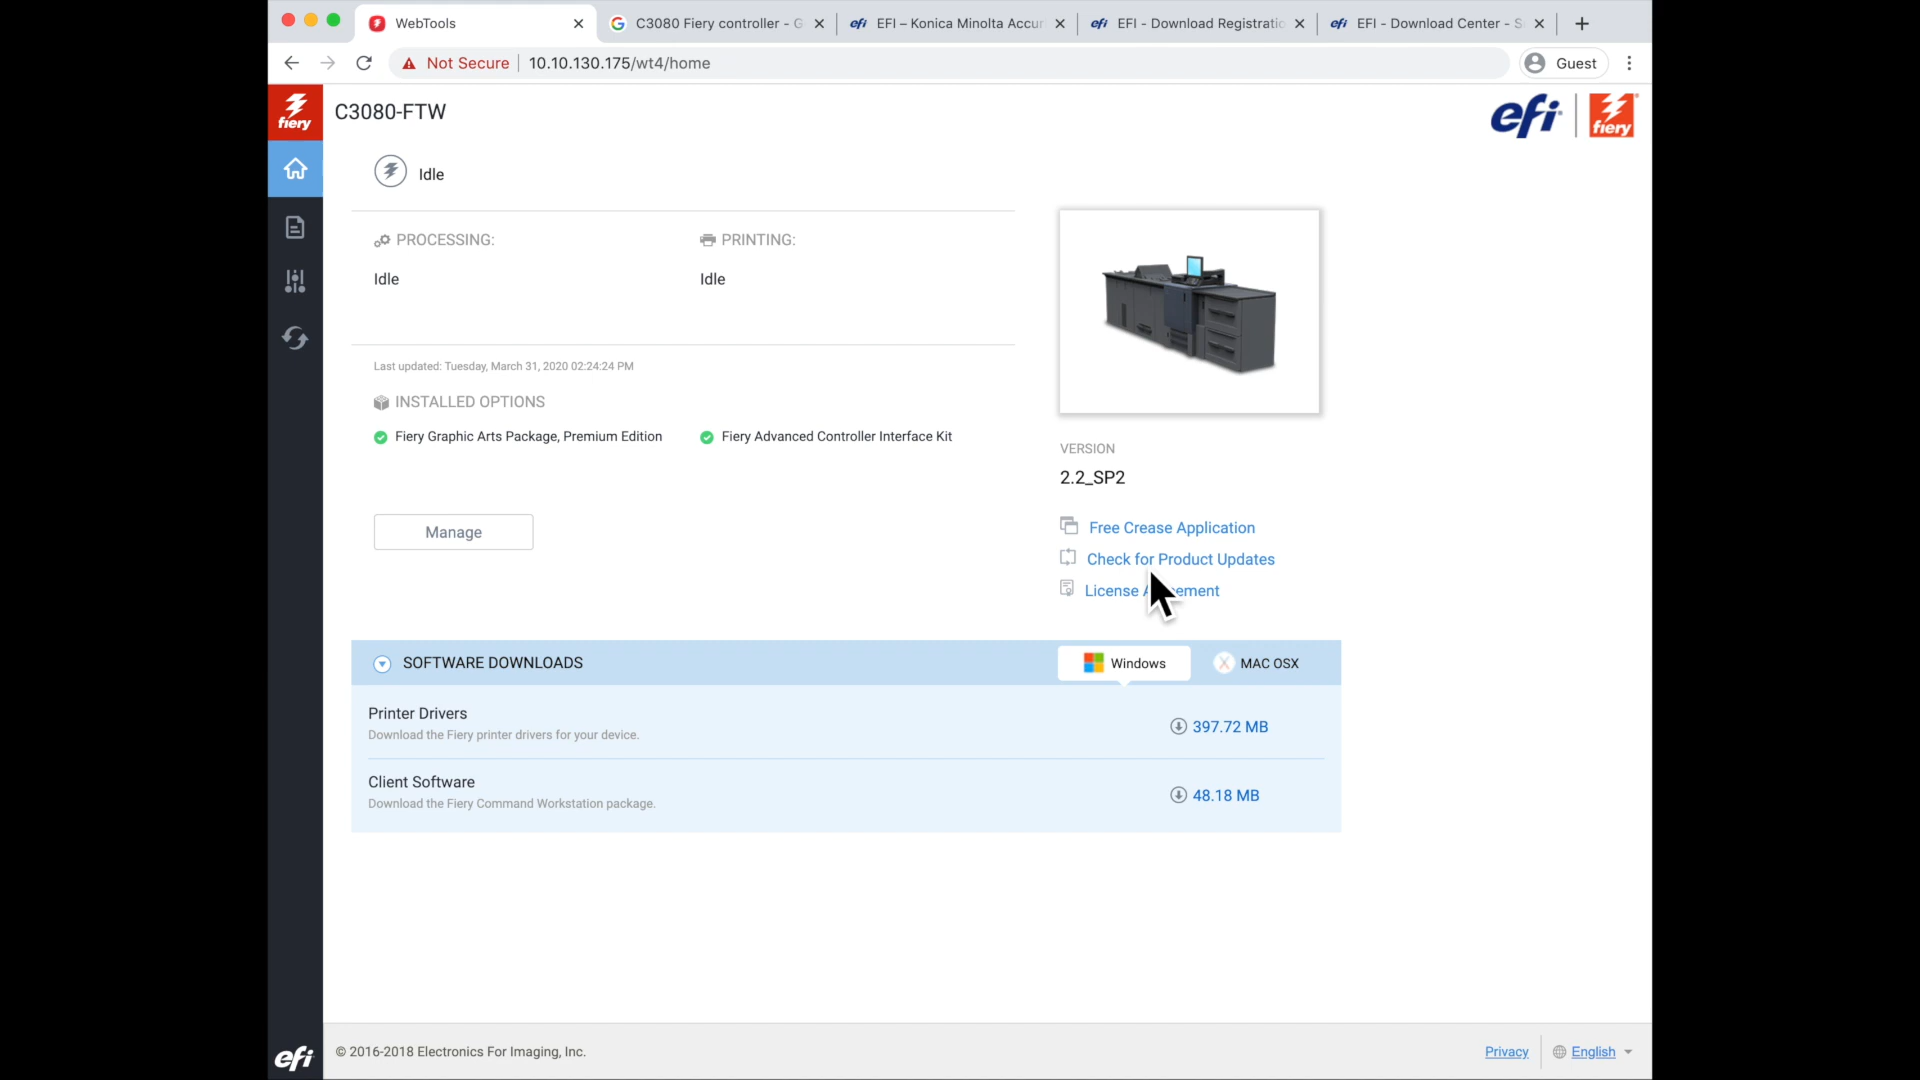 WebTools
C3080 Fiery controller - G
efi EFI – Konica Minolta Accur
efi EFI - Download Registratio
efi EFI - Download Center - S
Not Secure 10.10.130.175/wt4/home
Guest
fiery
C3080-FTW
efi fiery
Idle
PROCESSING:
PRINTING:
Idle
Idle
Last updated: Tuesday, March 31, 2020 02:24:24 PM
INSTALLED OPTIONS
Fiery Graphic Arts Package, Premium Edition
Fiery Advanced Controller Interface Kit
VERSION
2.2_SP2
Manage
Free Crease Application
Check for Product Updates
License A ement
SOFTWARE DOWNLOADS
Windows
MAC OSX
Printer Drivers
Download the Fiery printer drivers for your device.
397.72 MB
Client Software
Download the Fiery Command Workstation package.
48.18 MB
efi
© 2016-2018 Electronics For Imaging, Inc.
Privacy
English